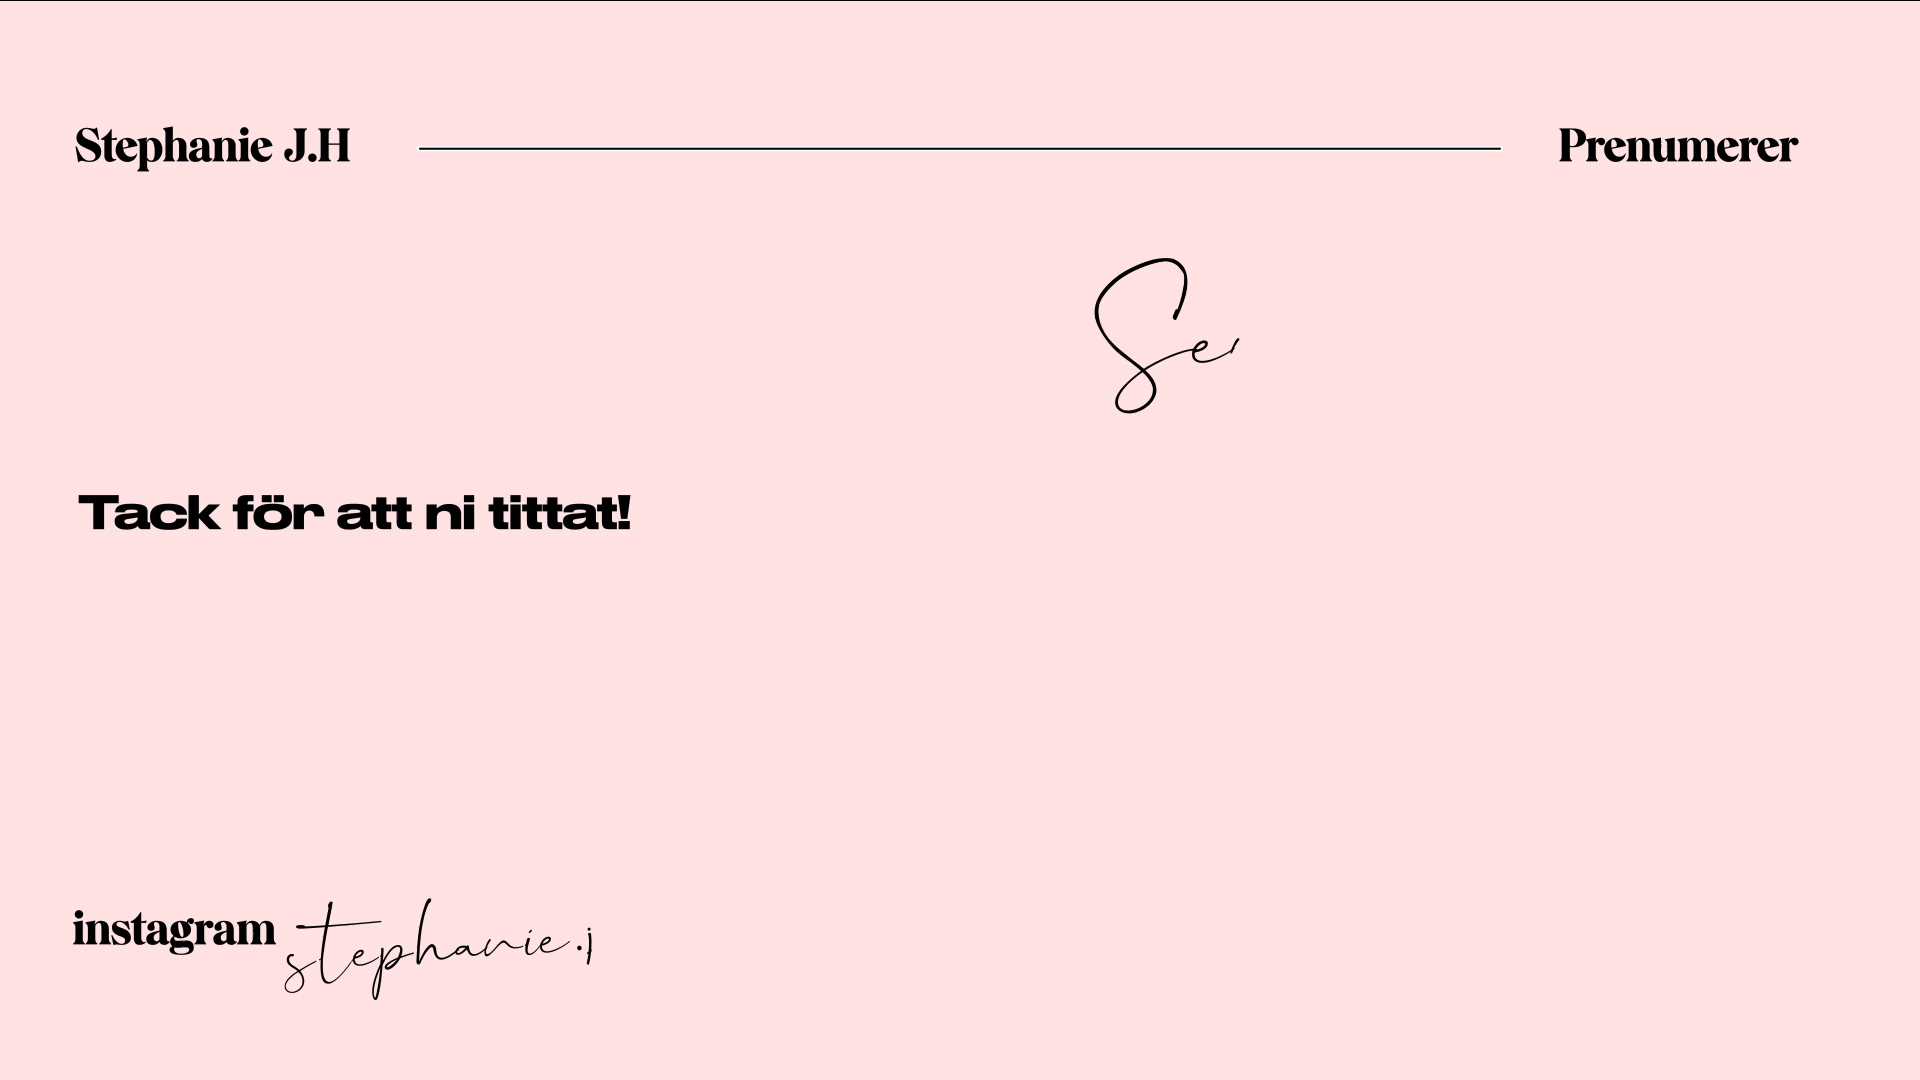 Stephanie J.H Prenumerer
Se
Tack för att ni tittat!
instagram stephanie.j